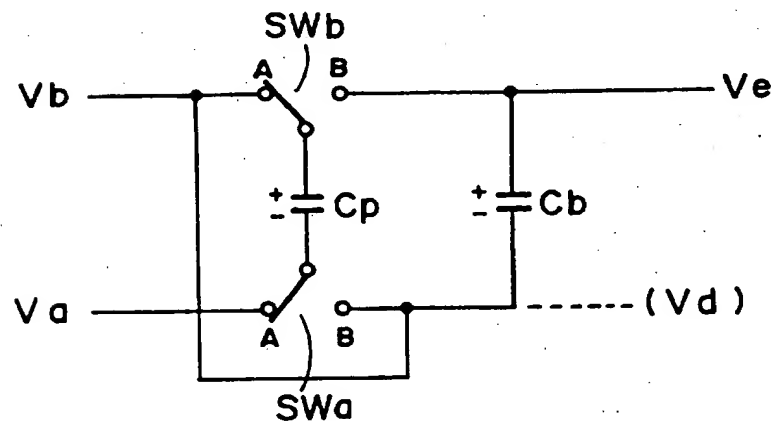 SWb
A B
Vb Ve
+ Cp + Cb
- -
Va (Vd)
A B
SWa